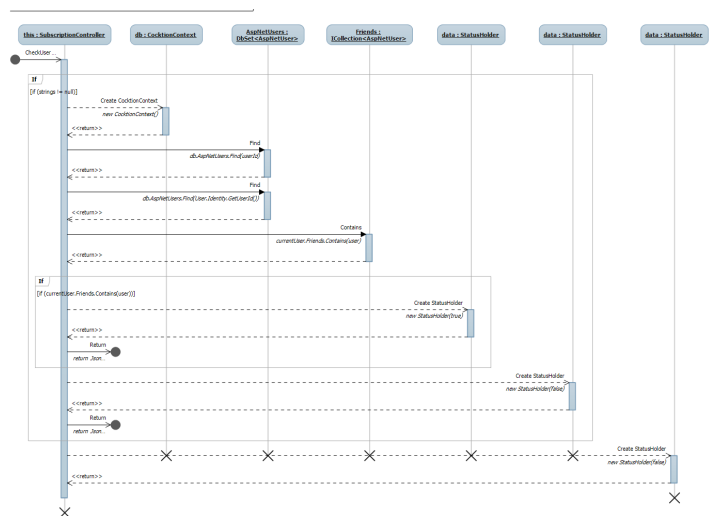 this : SubscriptionController
db : CocktionContext
AspNetUsers :
DbSet<AspNetUser>
Friends :
ICollection<AspNetUser>
data : StatusHolder
data : StatusHolder
data : StatusHolder
CheckUser...
If
[if (strings != null)]
Create CocktionContext
new CocktionContext()
<<return>>
Find
db.AspNetUsers.Find(userId)
<<return>>
Find
db.AspNetUsers.Find(User.Identity.GetUserId())
<<return>>
Contains
currentUser.Friends.Contains(user)
<<return>>
If
[if (currentUser.Friends.Contains(user))]
Create StatusHolder
new StatusHolder(true)
<<return>>
Return
return Json...
Create StatusHolder
new StatusHolder(false)
<<return>>
Return
return Json...
Create StatusHolder
new StatusHolder(false)
<<return>>